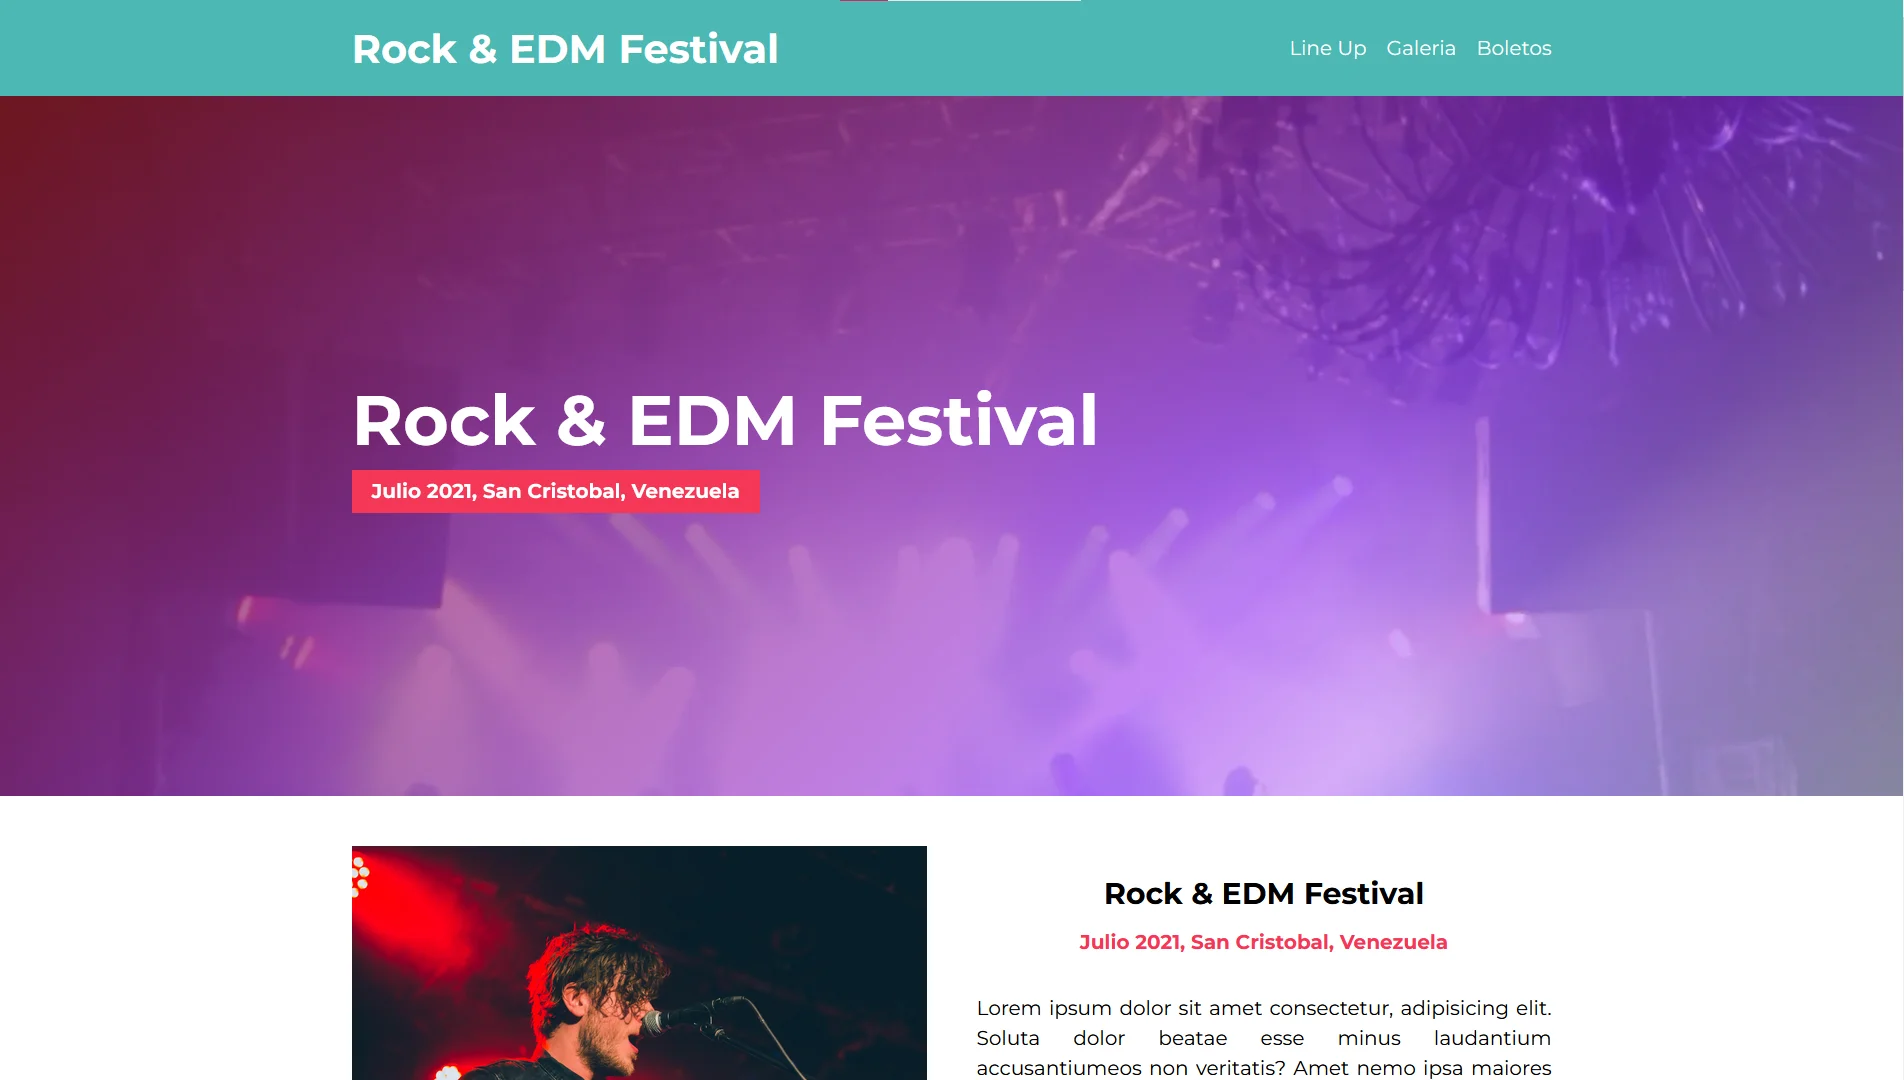 Rock & EDM Festival
Line Up Galeria Boletos
Rock & EDM Festival
Julio 2021, San Cristobal, Venezuela
Rock & EDM Festival
Julio 2021, San Cristobal, Venezuela
Lorem ipsum dolor sit amet consectetur, adipisicing elit.
Soluta dolor beatae esse minus laudantium
accusantiumeos non veritatis? Amet nemo ipsa maiores